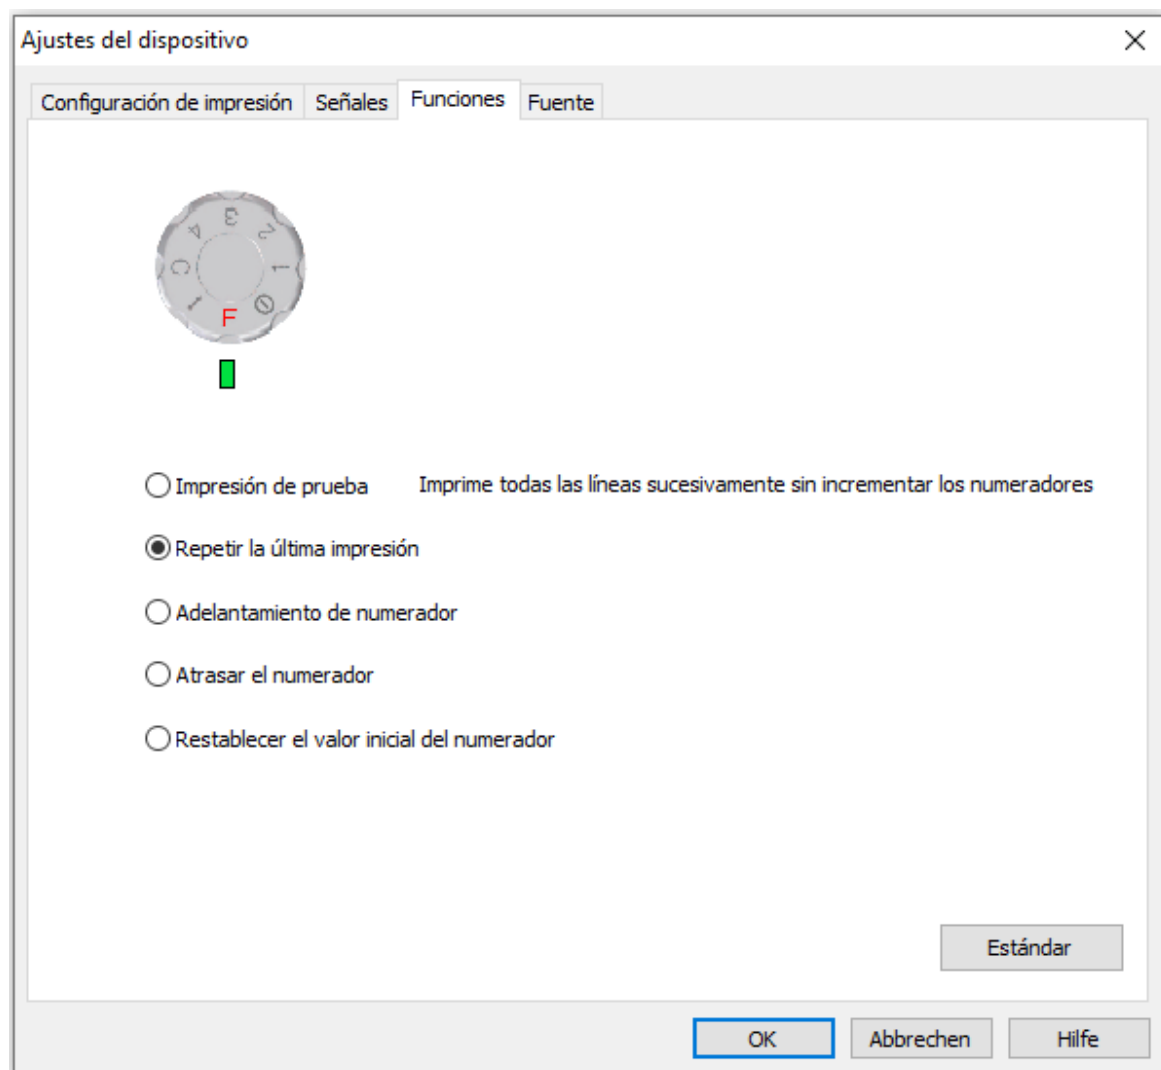 Ajustes del dispositivo
Configuración de impresión Señales Funciones Fuente
3
4 2
C 1
1 0
F
Impresión de prueba Imprime todas las líneas sucesivamente sin incrementar los numeradores
Repetir la última impresión
Adelantamiento de numerador
Atrasar el numerador
Restablecer el valor inicial del numerador
Estándar
OK Abbrechen Hilfe